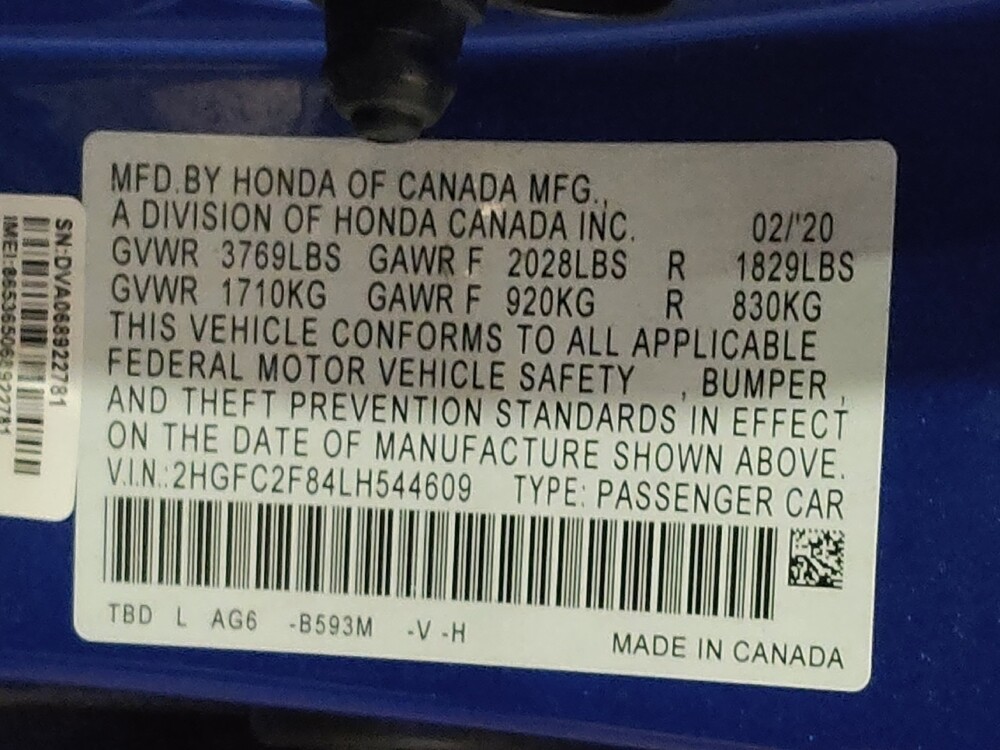 MFD.BY HONDA OF CANADA MFG.,
A DIVISION OF HONDA CANADA INC. 02/'20
GVWR 3769LBS GAWR F 2028LBS R 1829LBS
GVWR 1710KG GAWR F 920KG R 830KG
THIS VEHICLE CONFORMS TO ALL APPLICABLE
FEDERAL MOTOR VEHICLE SAFETY , BUMPER ,
AND THEFT PREVENTION STANDARDS IN EFFECT
ON THE DATE OF MANUFACTURE SHOWN ABOVE.
V.I.N.:2HGFC2F84LH544609 TYPE: PASSENGER CAR
TBD L AG6 -B593M -V -H
MADE IN CANADA
SN:DVA068922781
IMEI: